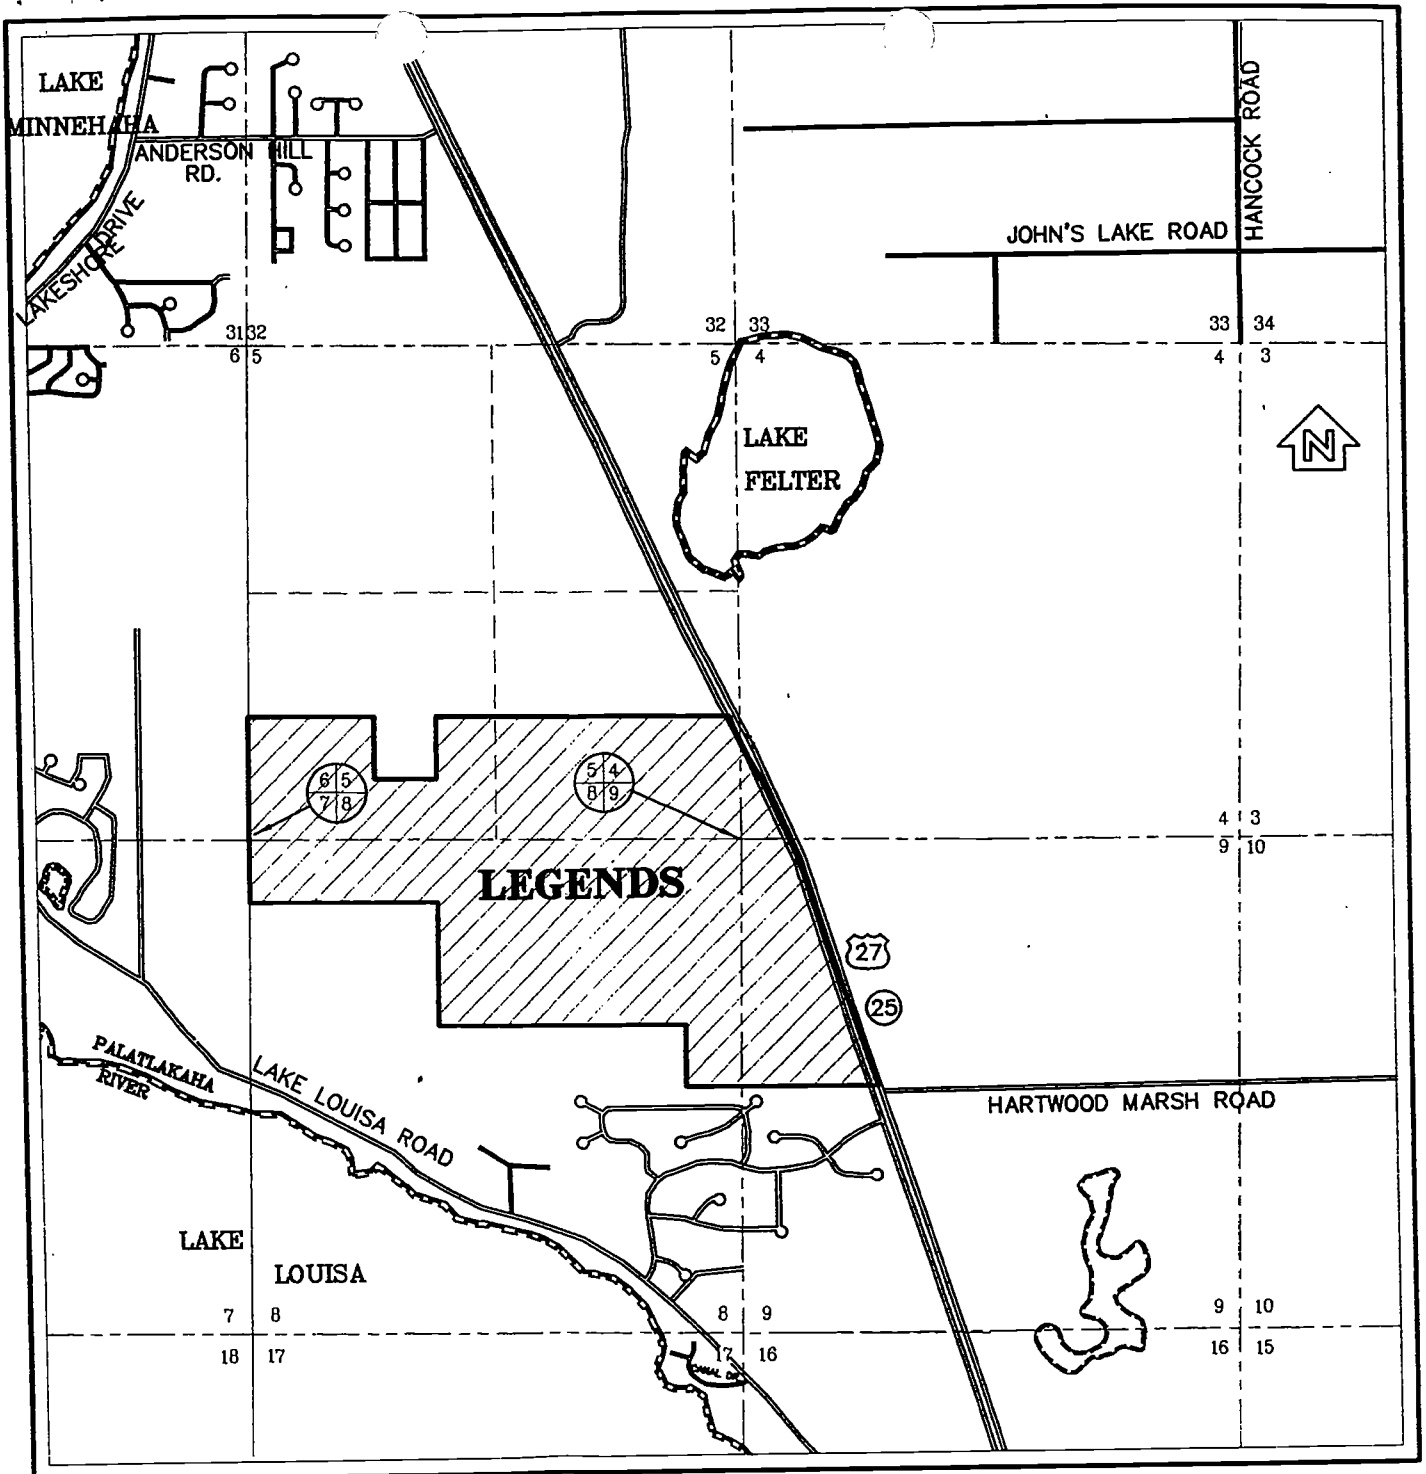 LAKE
MINNEHAHA
ANDERSON HILL
RD.
LAKESHORE DRIVE
HANCOCK ROAD
JOHN'S LAKE ROAD
31 32
6 5
32 33
5 4
33 34
4 3
N
LAKE
FELTER
6 5
7 8
5 4
8 9
4 3
9 10
LEGENDS
27
25
PALATLAKAHA
RIVER
LAKE LOUISA ROAD
HARTWOOD MARSH ROAD
LAKE
LOUISA
7 8
18 17
8 9
17 16
CANAL DR.
9 10
16 15